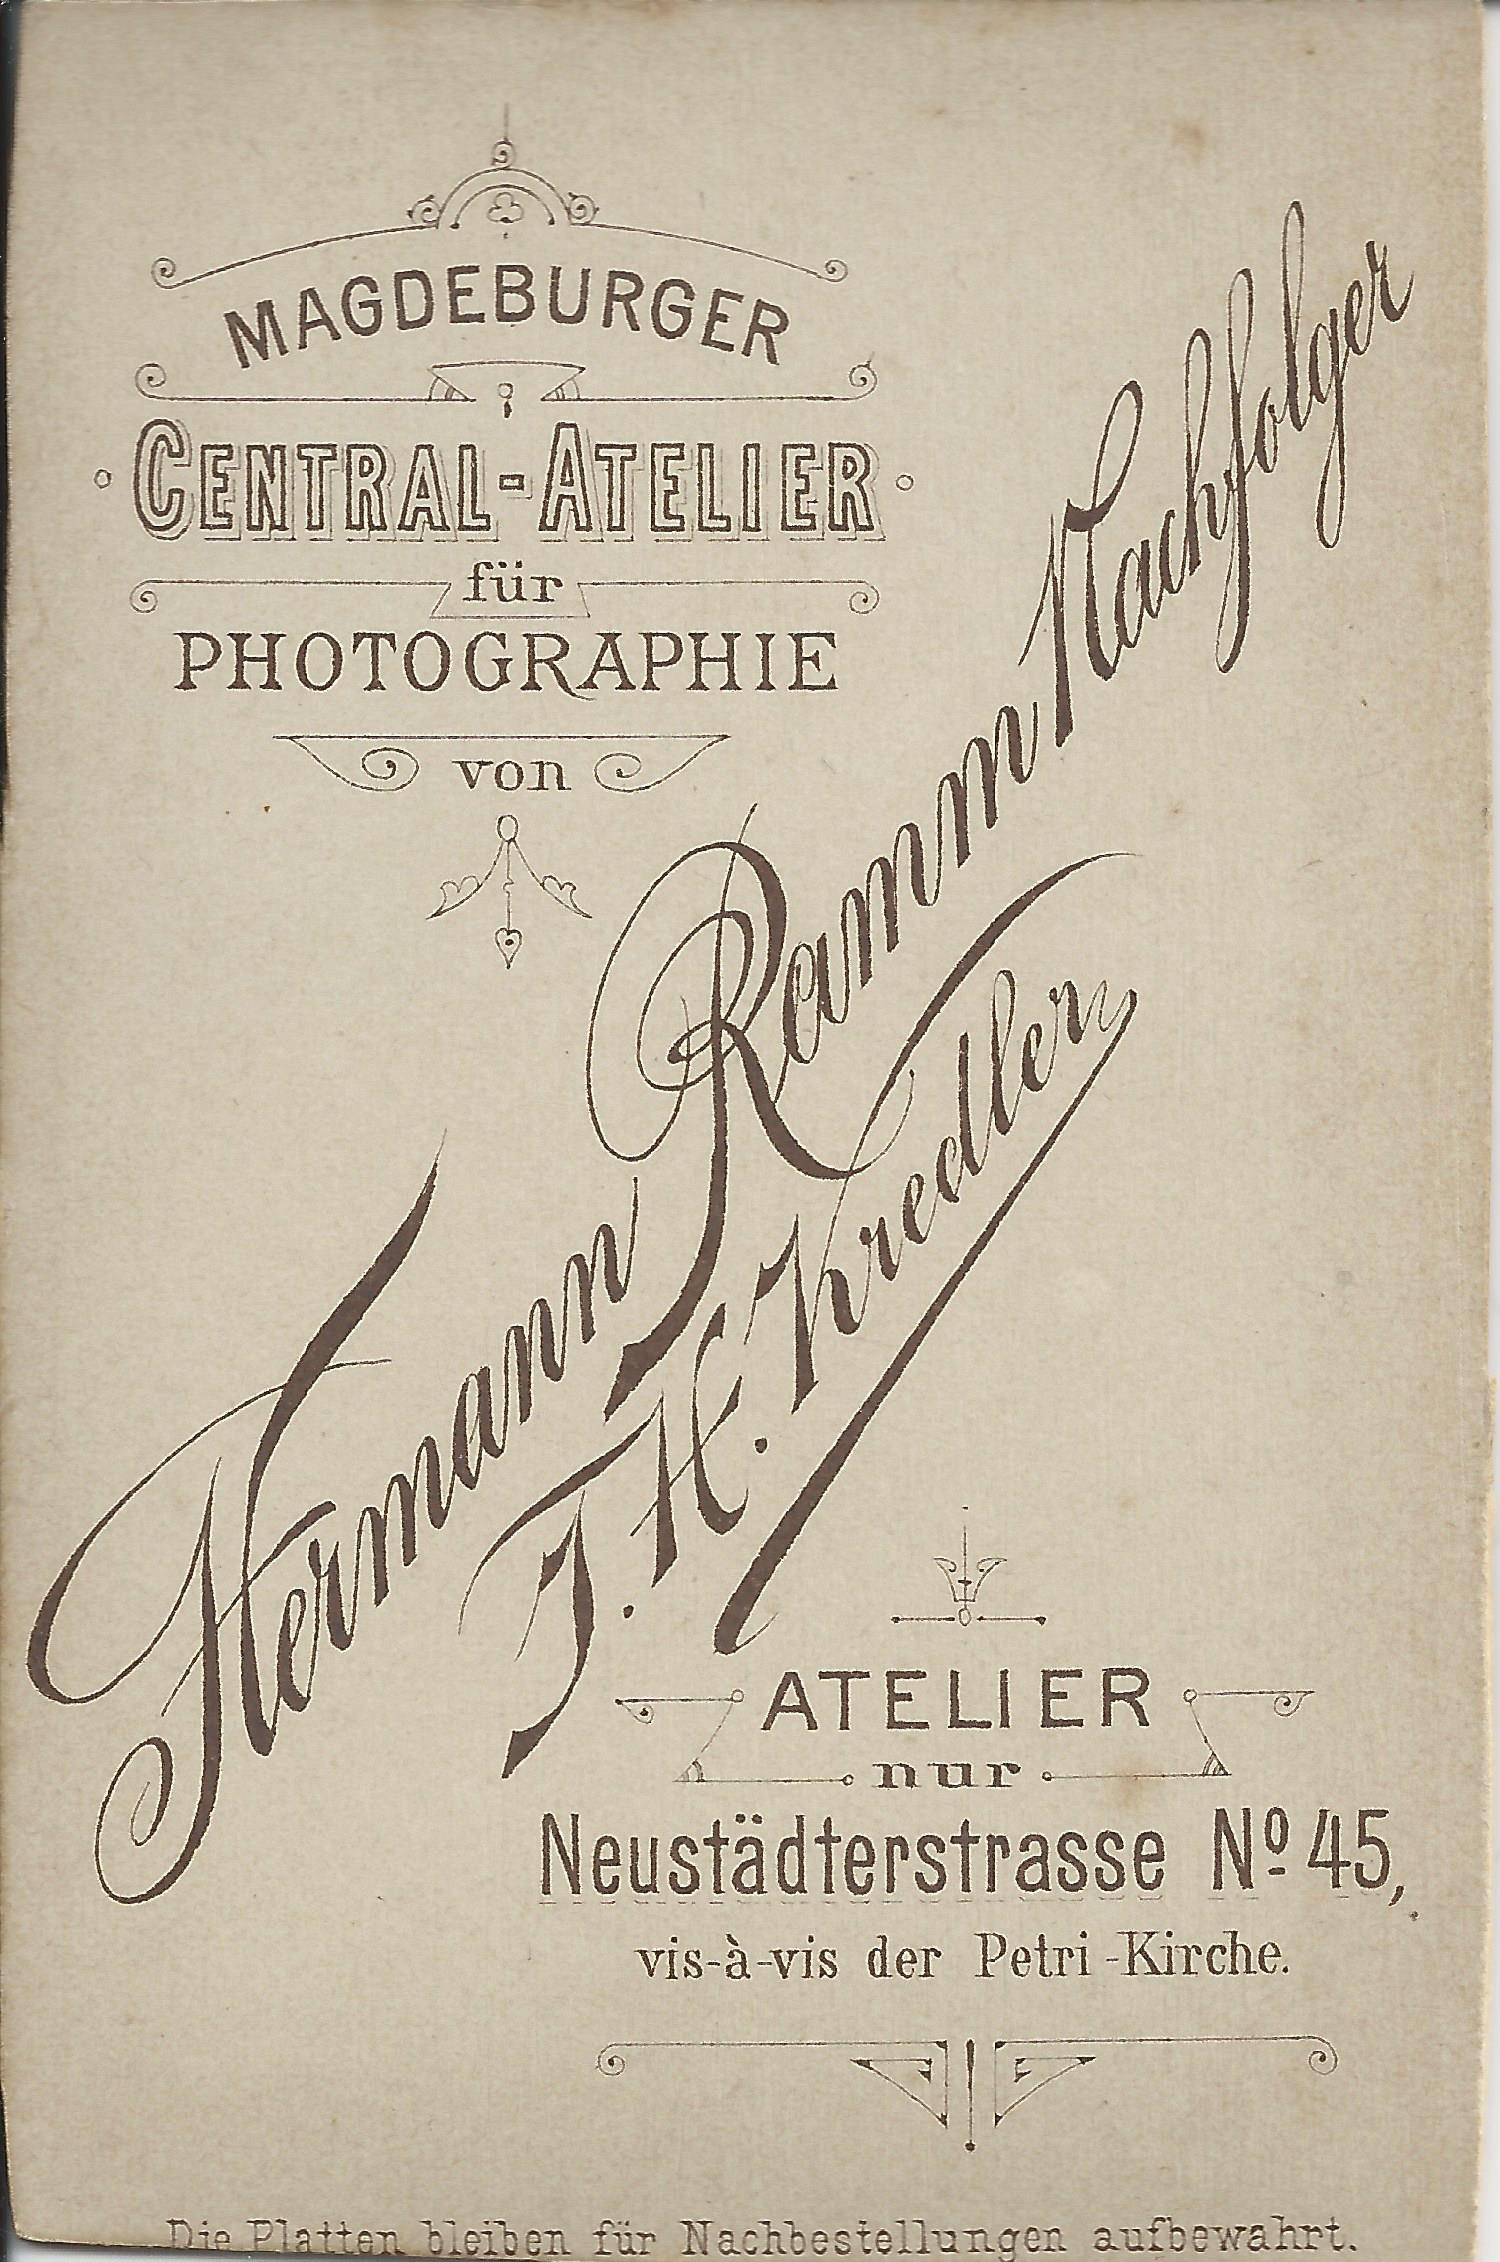 MAGDEBURGER
CENTRAL-ATELIER
für
PHOTOGRAPHIE
von
Hermann Ramm Nachfolger
J. H. Kredler
ATELIER
nur
Neustädterstrasse Nº 45,
vis-à-vis der Petri-Kirche.
Die Platten bleiben für Nachbestellungen aufbewahrt.